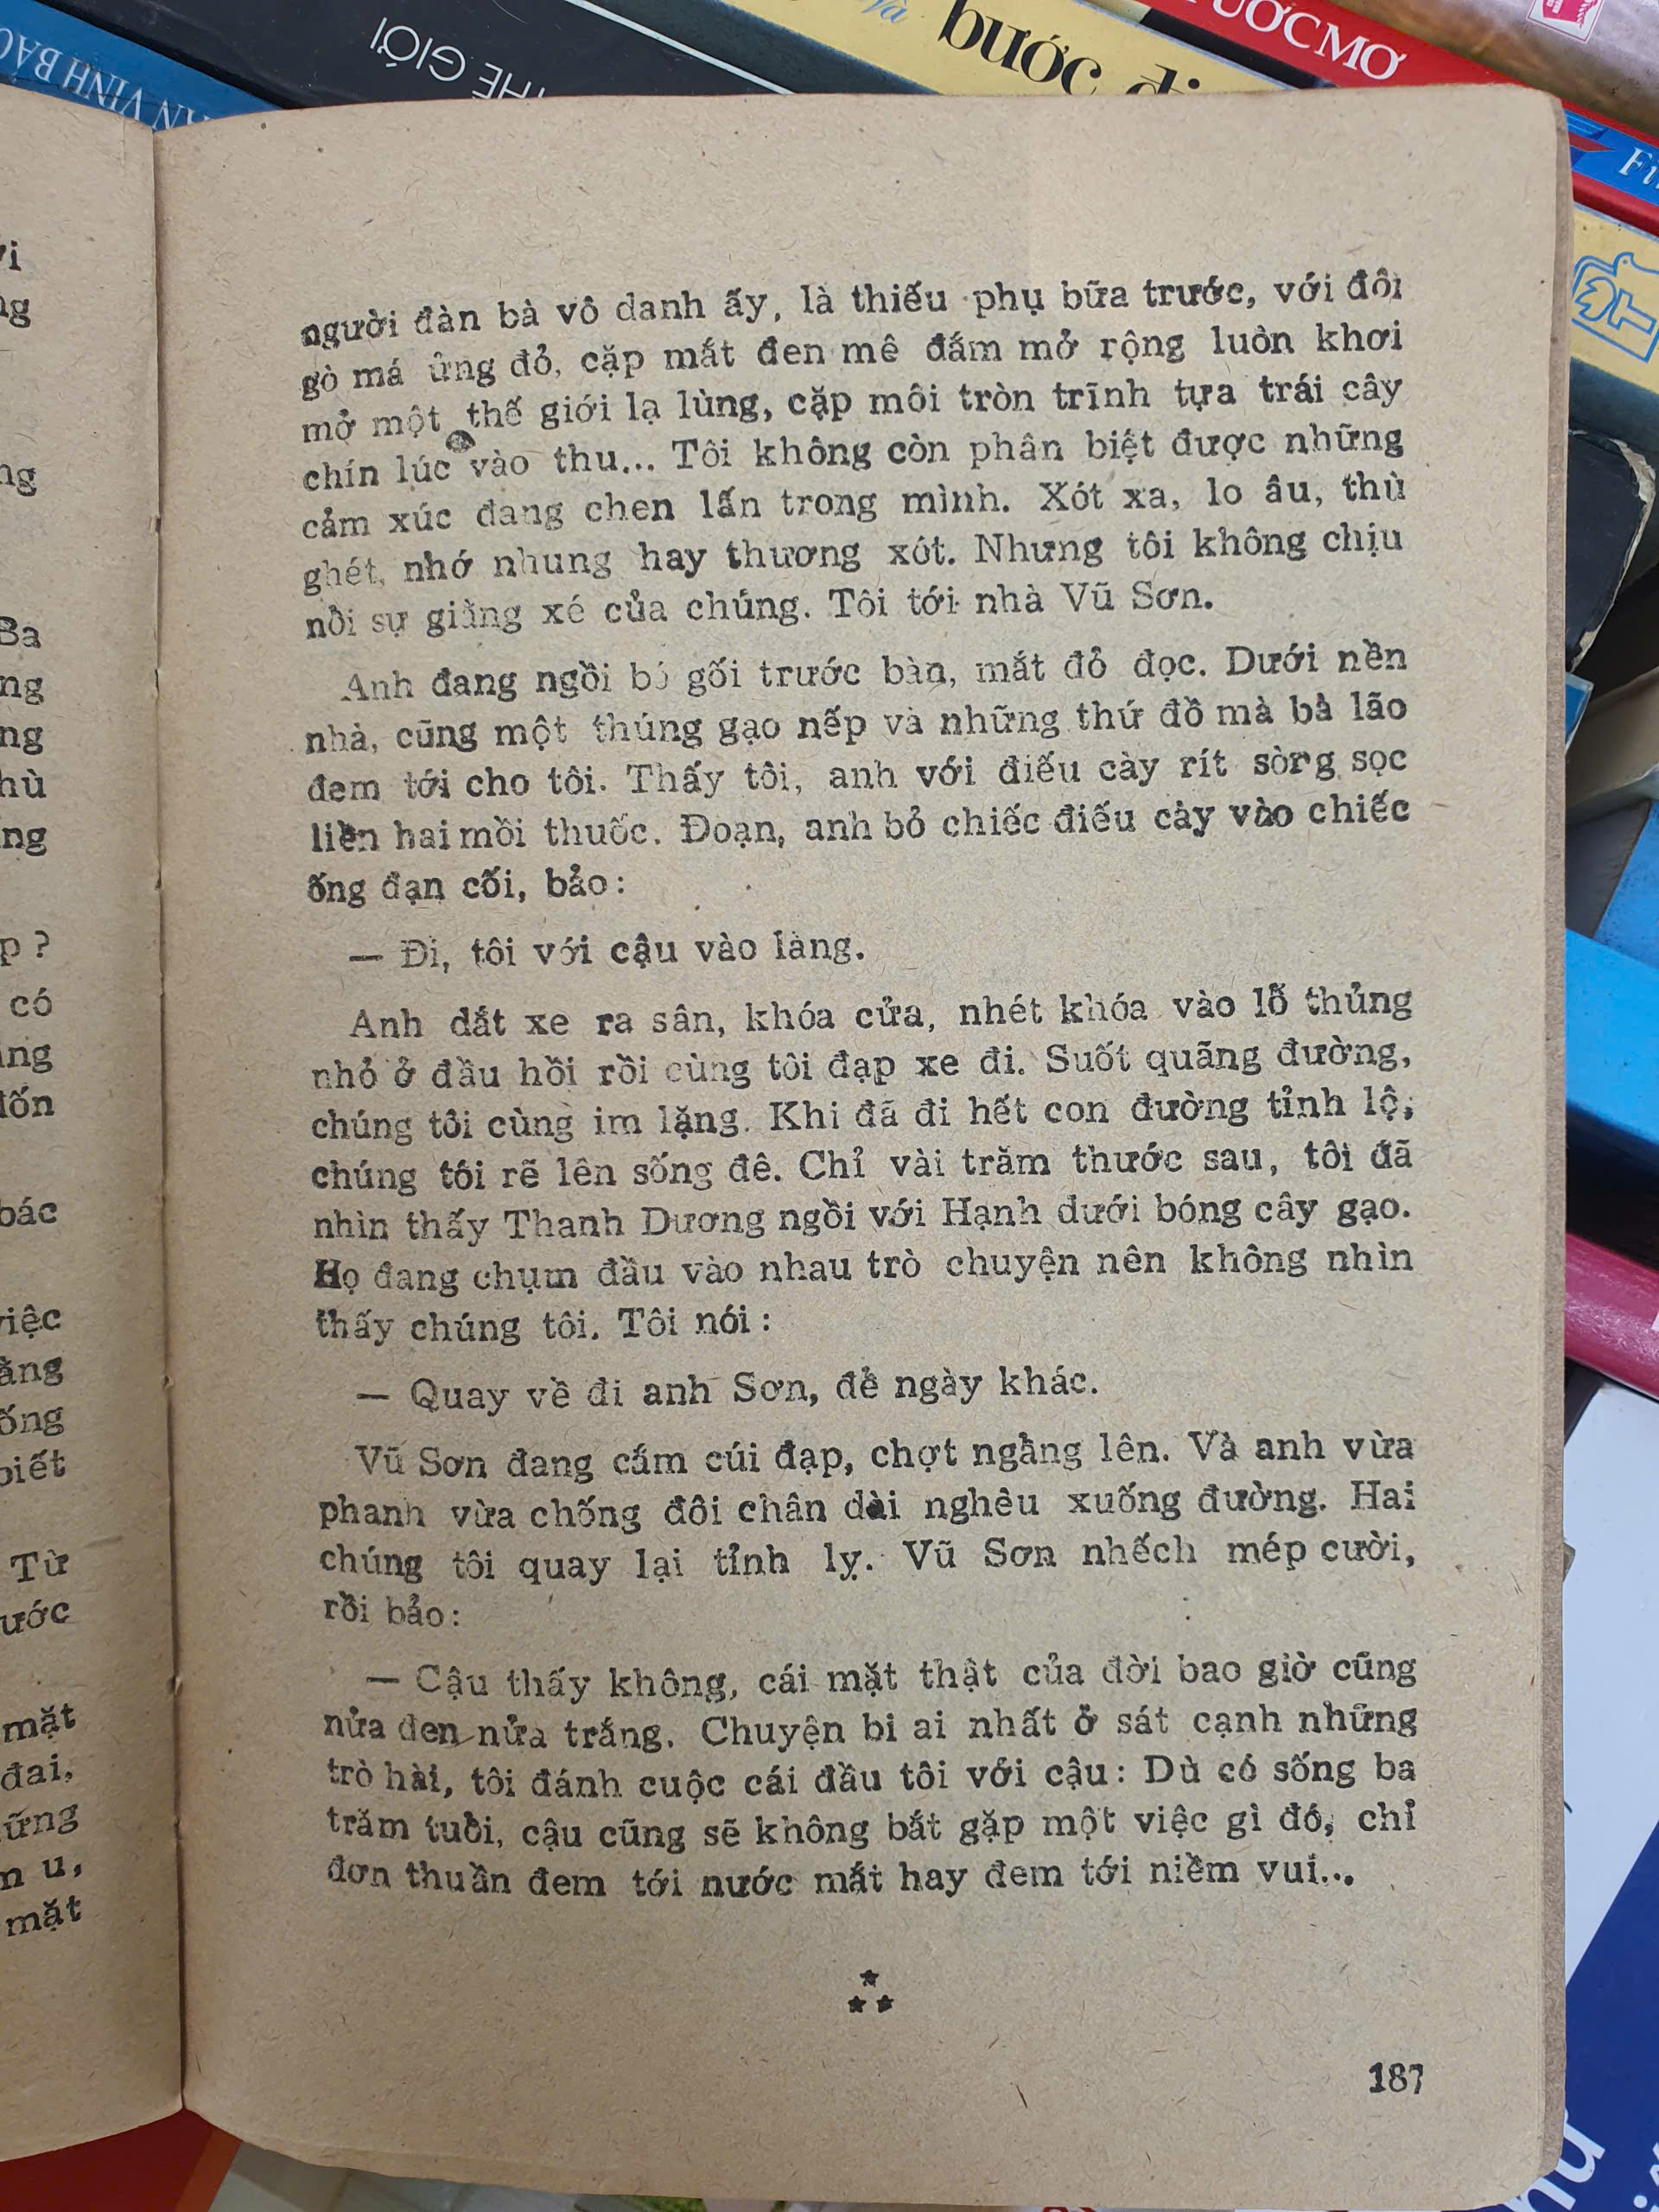 THẾ GIỚI
và
bước đi
ƯỚC MƠ
người đàn bà vô danh ấy, là thiếu phụ bữa trước, với đôi
gò má ửng đỏ, cặp mắt đen mê đắm mở rộng luôn khơi
mở một thế giới lạ lùng, cặp môi tròn trĩnh tựa trái cây
chín lúc vào thu... Tôi không còn phân biệt được những
cảm xúc đang chen lấn trong mình. Xót xa, lo âu, thù
ghét, nhớ nhung hay thương xót. Nhưng tôi không chịu
nổi sự giằng xé của chúng. Tôi tới nhà Vũ Sơn.
Anh đang ngồi bó gối trước bàn, mắt đỏ đọc. Dưới nền
nhà, cũng một thúng gạo nếp và những thứ đồ mà bà lão
đem tới cho tôi. Thấy tôi, anh với điếu cày rít sòng sọc
liền hai mồi thuốc. Đoạn, anh bỏ chiếc điếu cày vào chiếc
ống đạn cối, bảo:
— Đi, tôi với cậu vào làng.
Anh dắt xe ra sân, khóa cửa, nhét khóa vào lỗ thủng
nhỏ ở đầu hồi rồi cùng tôi đạp xe đi. Suốt quãng đường,
chúng tôi cùng im lặng. Khi đã đi hết con đường tỉnh lộ,
chúng tôi rẽ lên sống đê. Chỉ vài trăm thước sau, tôi đã
nhìn thấy Thanh Dương ngồi với Hạnh dưới bóng cây gạo.
Họ đang chụm đầu vào nhau trò chuyện nên không nhìn
thấy chúng tôi. Tôi nói:
— Quay về đi anh Sơn, để ngày khác.
Vũ Sơn đang cắm cúi đạp, chợt ngẩng lên. Và anh vừa
phanh vừa chống đôi chân dài nghêu xuống đường. Hai
chúng tôi quay lại tỉnh lỵ. Vũ Sơn nhếch mép cười,
rồi bảo:
— Cậu thấy không, cái mặt thật của đời bao giờ cũng
nửa đen nửa trắng. Chuyện bi ai nhất ở sát cạnh những
trò hài, tôi đánh cuộc cái đầu tôi với cậu: Dù có sống ba
trăm tuổi, cậu cũng sẽ không bắt gặp một việc gì đó, chỉ
đơn thuần đem tới nước mắt hay đem tới niềm vui...
187